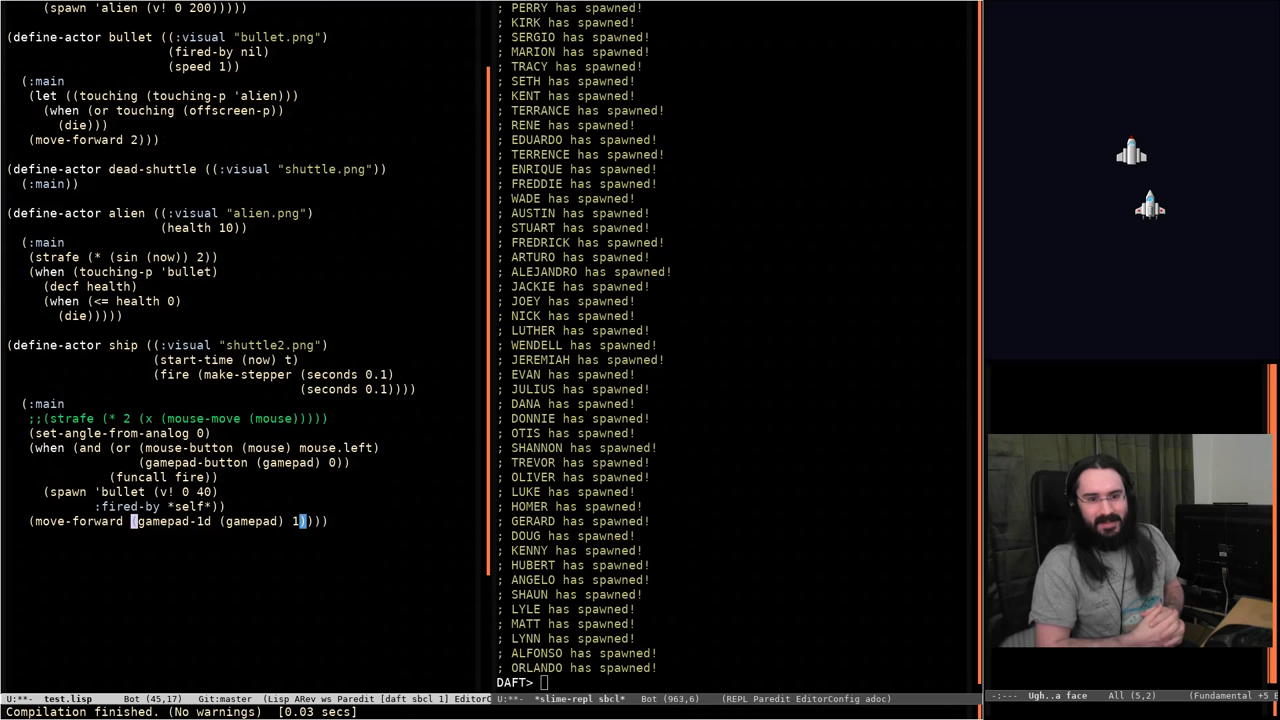 (spawn 'alien (v! 0 200)))))
(define-actor bullet ((:visual "bullet.png")
(fired-by nil)
(speed 1))
(:main
(let ((touching (touching-p 'alien)))
(when (or touching (offscreen-p))
(die)))
(move-forward 2)))
(define-actor dead-shuttle ((:visual "shuttle.png"))
(:main))
(define-actor alien ((:visual "alien.png")
(health 10))
(:main
(strafe (* (sin (now)) 2))
(when (touching-p 'bullet)
(decf health)
(when (<= health 0)
(die)))))
(define-actor ship ((:visual "shuttle2.png")
(start-time (now) t)
(fire (make-stepper (seconds 0.1)
(seconds 0.1))))
(:main
;;(strafe (* 2 (x (mouse-move (mouse)))))
(set-angle-from-analog 0)
(when (and (or (mouse-button (mouse) mouse.left)
(gamepad-button (gamepad) 0))
(funcall fire))
(spawn 'bullet (v! 0 40)
:fired-by *self*))
(move-forward (gamepad-1d (gamepad) 1))))
U:**- test.lisp Bot (45,17) Git:master (Lisp ARev ws Paredit [daft sbcl 1] EditorC
Compilation finished. (No warnings) [0.03 secs]
; PERRY has spawned!
; KIRK has spawned!
; SERGIO has spawned!
; MARION has spawned!
; TRACY has spawned!
; SETH has spawned!
; KENT has spawned!
; TERRANCE has spawned!
; RENE has spawned!
; EDUARDO has spawned!
; TERRENCE has spawned!
; ENRIQUE has spawned!
; FREDDIE has spawned!
; WADE has spawned!
; AUSTIN has spawned!
; STUART has spawned!
; FREDRICK has spawned!
; ARTURO has spawned!
; ALEJANDRO has spawned!
; JACKIE has spawned!
; JOEY has spawned!
; NICK has spawned!
; LUTHER has spawned!
; WENDELL has spawned!
; JEREMIAH has spawned!
; EVAN has spawned!
; JULIUS has spawned!
; DANA has spawned!
; DONNIE has spawned!
; OTIS has spawned!
; SHANNON has spawned!
; TREVOR has spawned!
; OLIVER has spawned!
; LUKE has spawned!
; HOMER has spawned!
; GERARD has spawned!
; DOUG has spawned!
; KENNY has spawned!
; HUBERT has spawned!
; ANGELO has spawned!
; SHAUN has spawned!
; LYLE has spawned!
; MATT has spawned!
; LYNN has spawned!
; ALFONSO has spawned!
; ORLANDO has spawned!
DAFT>
U:**- *slime-repl sbcl* Bot (963,6) (REPL Paredit EditorConfig adoc)
-:--- Ugh..a face All (5,2) (Fundamental +5 E